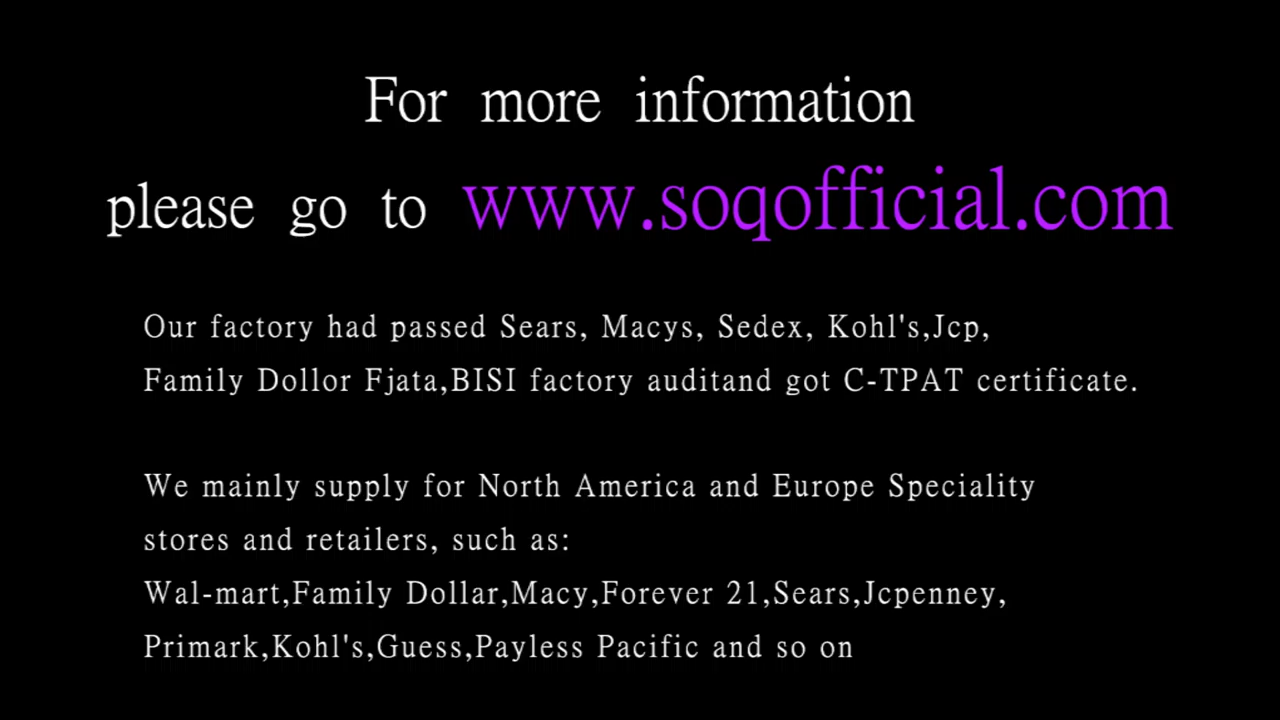 For more information
please go to www.soqofficial.com
Our factory had passed Sears, Macys, Sedex, Kohl's,Jcp,
Family Dollor Fjata,BISI factory auditand got C-TPAT certificate.
We mainly supply for North America and Europe Speciality
stores and retailers, such as:
Wal-mart,Family Dollar,Macy,Forever 21,Sears,Jcpenney,
Primark,Kohl's,Guess,Payless Pacific and so on